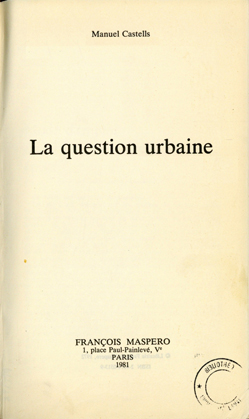 Manuel Castells
La question urbaine
FRANÇOIS MASPERO
1, place Paul-Painlevé, Vᵉ
PARIS
1981